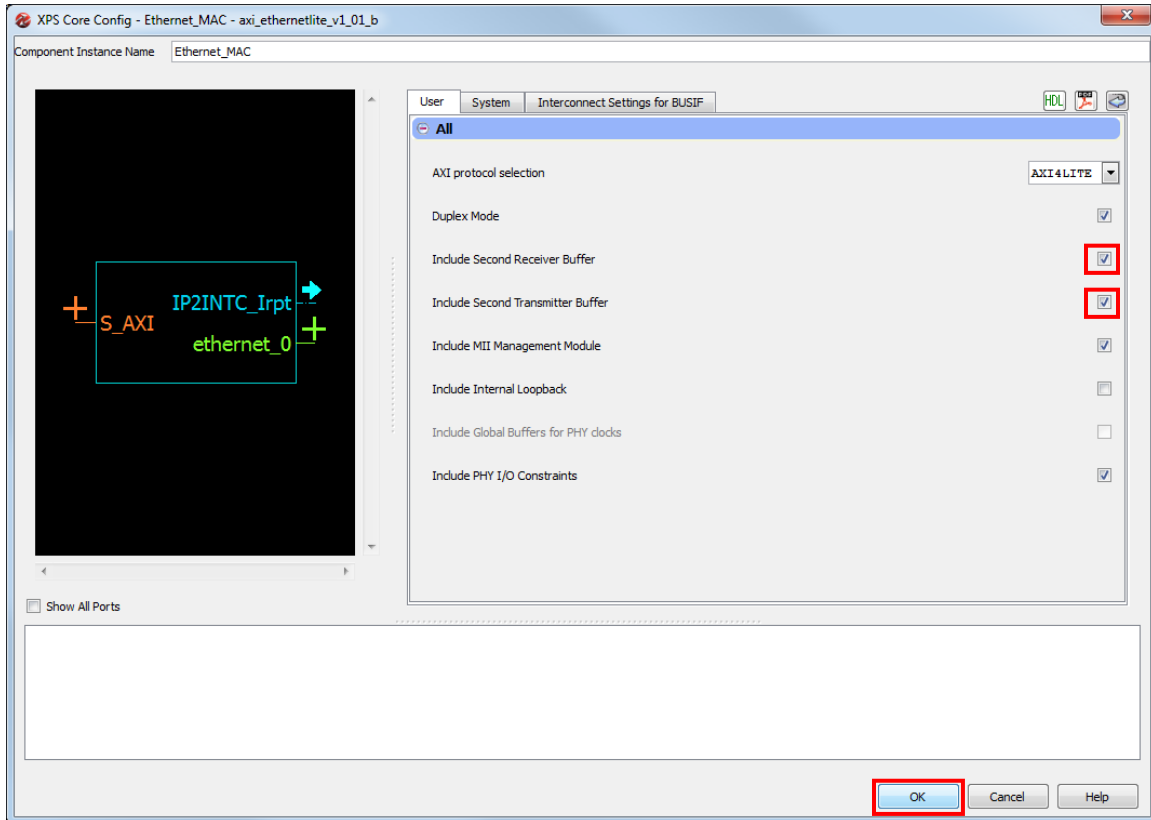 XPS Core Config - Ethernet_MAC - axi_ethernetlite_v1_01_b
Component Instance Name Ethernet_MAC
User System Interconnect Settings for BUSIF HDL PDF
All
AXI protocol selection AXI4LITE
Duplex Mode
Include Second Receiver Buffer
Include Second Transmitter Buffer
Include MII Management Module
Include Internal Loopback
Include Global Buffers for PHY clocks
Include PHY I/O Constraints
IP2INTC_Irpt
S_AXI
ethernet_0
Show All Ports
OK Cancel Help